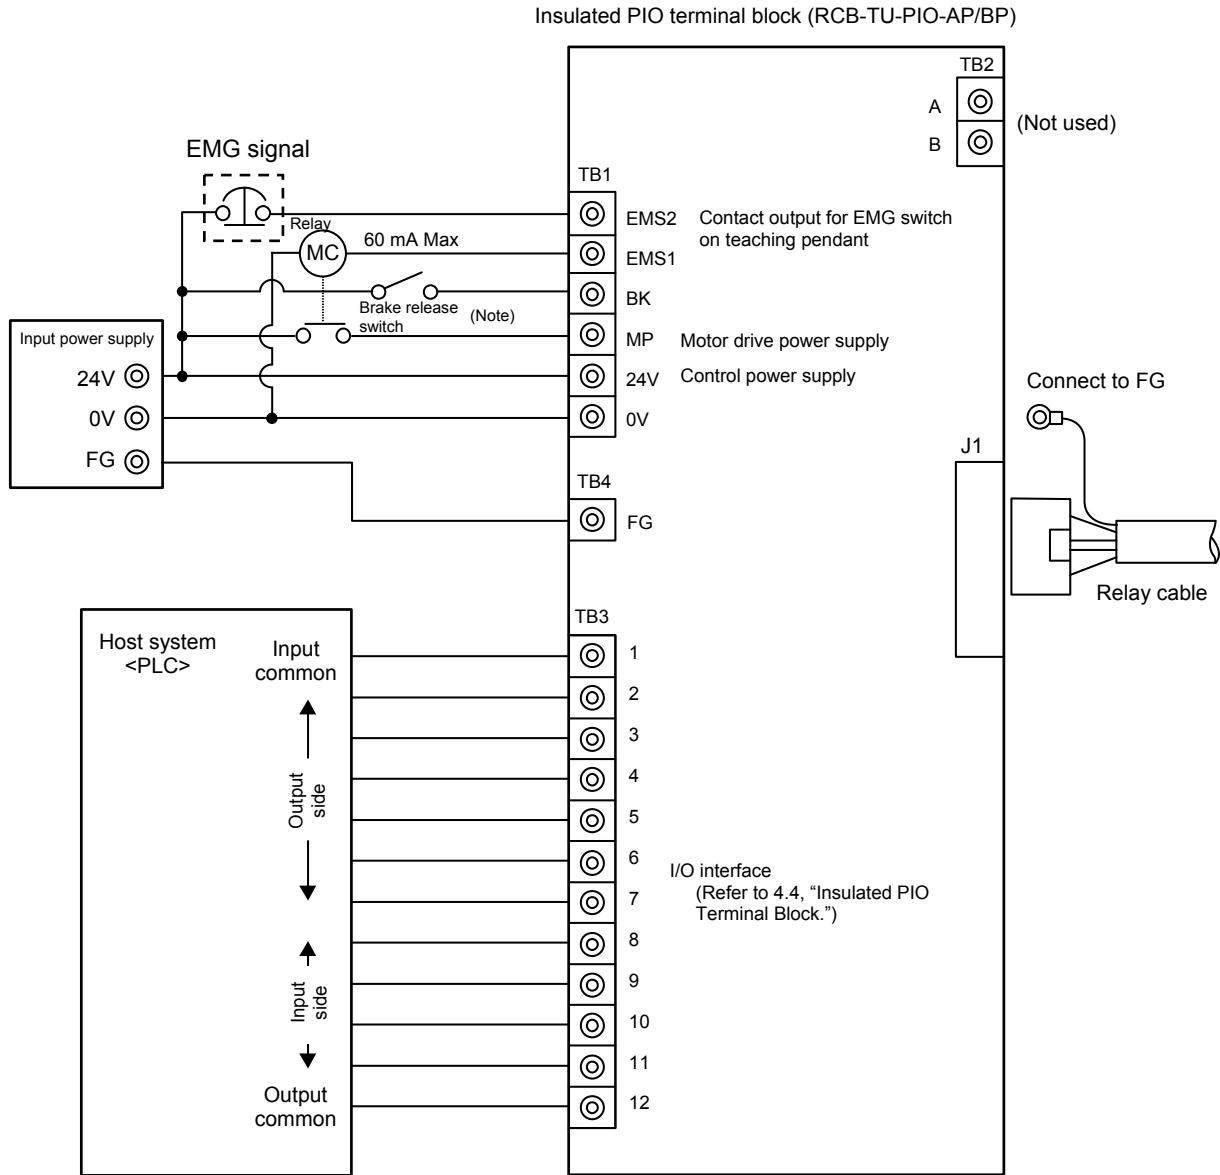 Insulated PIO terminal block (RCB-TU-PIO-AP/BP)
TB2
A
B
(Not used)
EMG signal
TB1
Relay
MC
60 mA Max
EMS2
Contact output for EMG switch
on teaching pendant
EMS1
BK
Brake release
switch
(Note)
MP
Motor drive power supply
24V
Control power supply
0V
Input power supply
24V
0V
FG
TB4
FG
Connect to FG
J1
Relay cable
Host system
<PLC>
Input
common
Output
side
Input
side
Output
common
TB3
1
2
3
4
5
6
7
8
9
10
11
12
I/O interface
(Refer to 4.4, “Insulated PIO
Terminal Block.”)